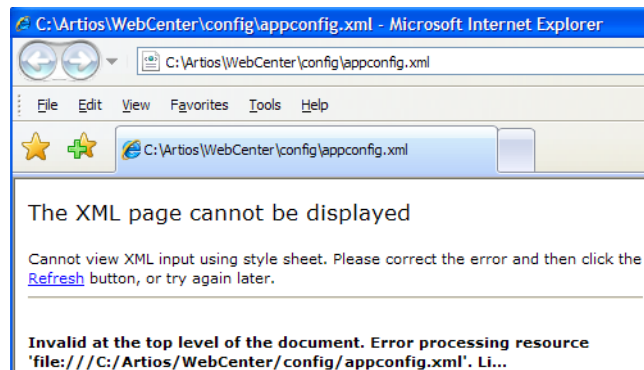 C:\Artios\WebCenter\config\appconfig.xml - Microsoft Internet Explorer
C:\Artios\WebCenter\config\appconfig.xml
File Edit View Favorites Tools Help
C:\Artios\WebCenter\config\appconfig.xml
The XML page cannot be displayed
Cannot view XML input using style sheet. Please correct the error and then click the
Refresh button, or try again later.
Invalid at the top level of the document. Error processing resource
'file:///C:/Artios/WebCenter/config/appconfig.xml'. Li...